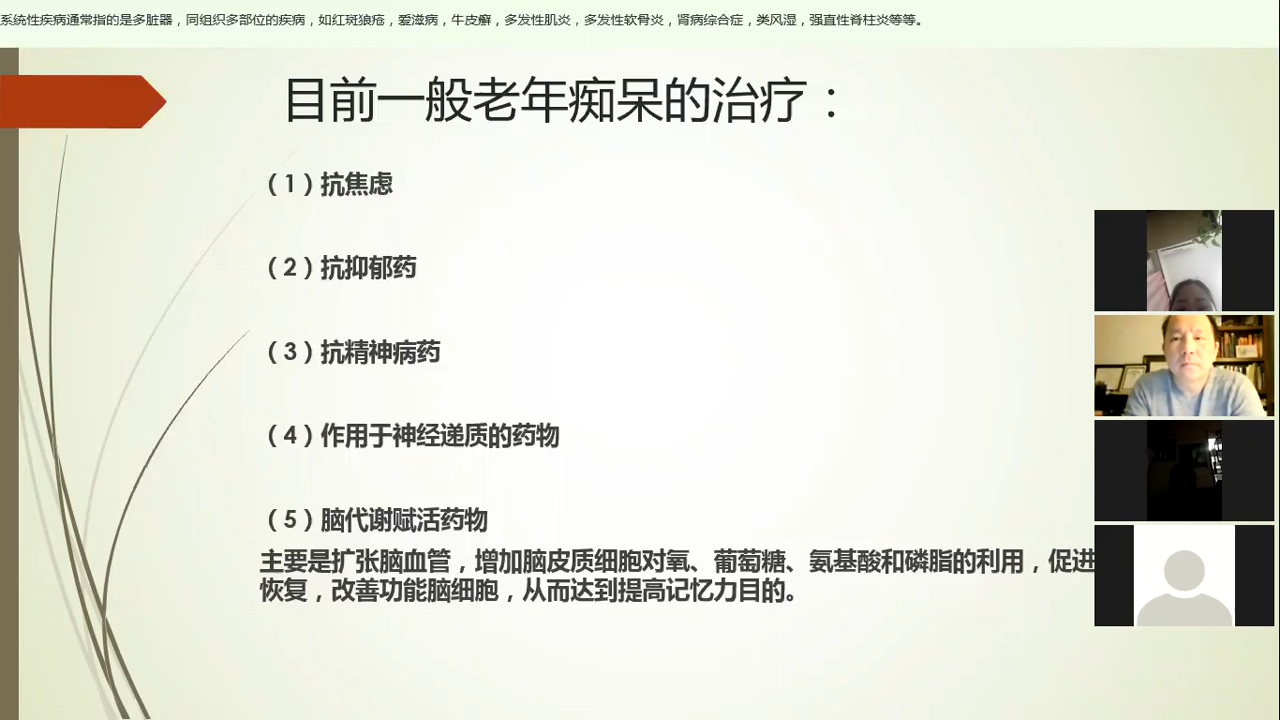 系统性疾病通常指的是多脏器，同组织多部位的疾病，如红斑狼疮，爱滋病，牛皮癣，多发性肌炎，多发性软骨炎，肾病综合症，类风湿，强直性脊柱炎等等。
目前一般老年痴呆的治疗：
（1）抗焦虑
（2）抗抑郁药
（3）抗精神病药
（4）作用于神经递质的药物
（5）脑代谢赋活药物
主要是扩张脑血管，增加脑皮质细胞对氧、葡萄糖、氨基酸和磷脂的利用，促进
恢复，改善功能脑细胞，从而达到提高记忆力目的。